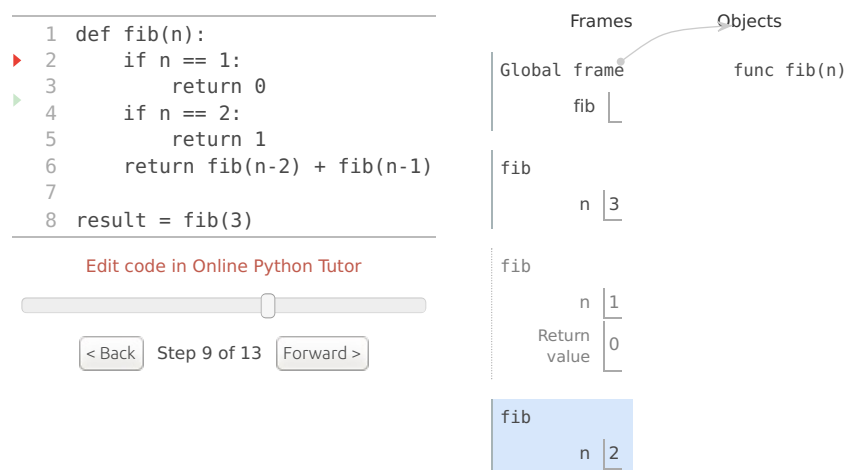 1 def fib(n):
2     if n == 1:
3         return 0
4     if n == 2:
5         return 1
6     return fib(n-2) + fib(n-1)
7
8 result = fib(3)
Edit code in Online Python Tutor
< Back Step 9 of 13 Forward >
Frames Objects
Global frame func fib(n)
fib
fib
n 3
fib
n 1
Return
value 0
fib
n 2